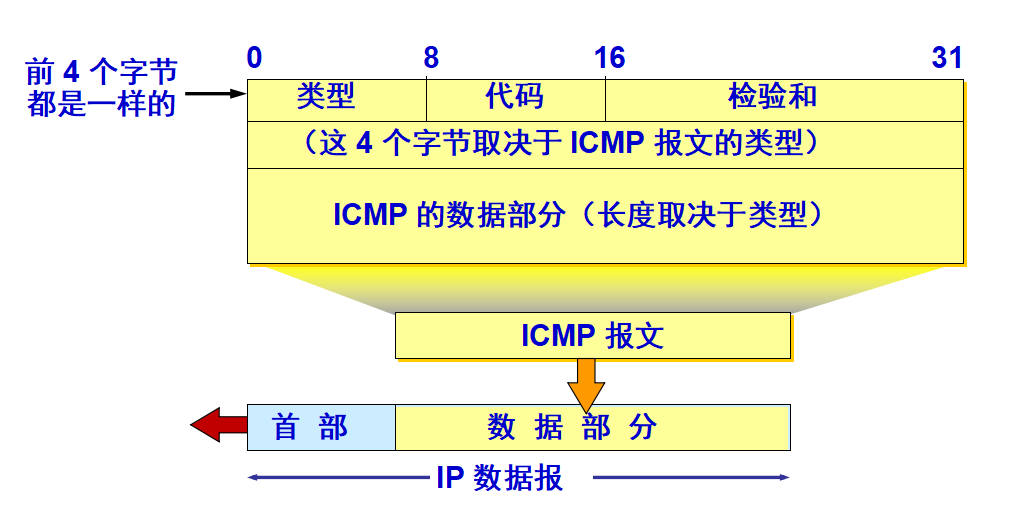 0 8 16 31
前 4 个字节
都是一样的
类型 代码 检验和
（这 4 个字节取决于 ICMP 报文的类型）
ICMP 的数据部分（长度取决于类型）
ICMP 报文
首 部 数 据 部 分
IP 数据报